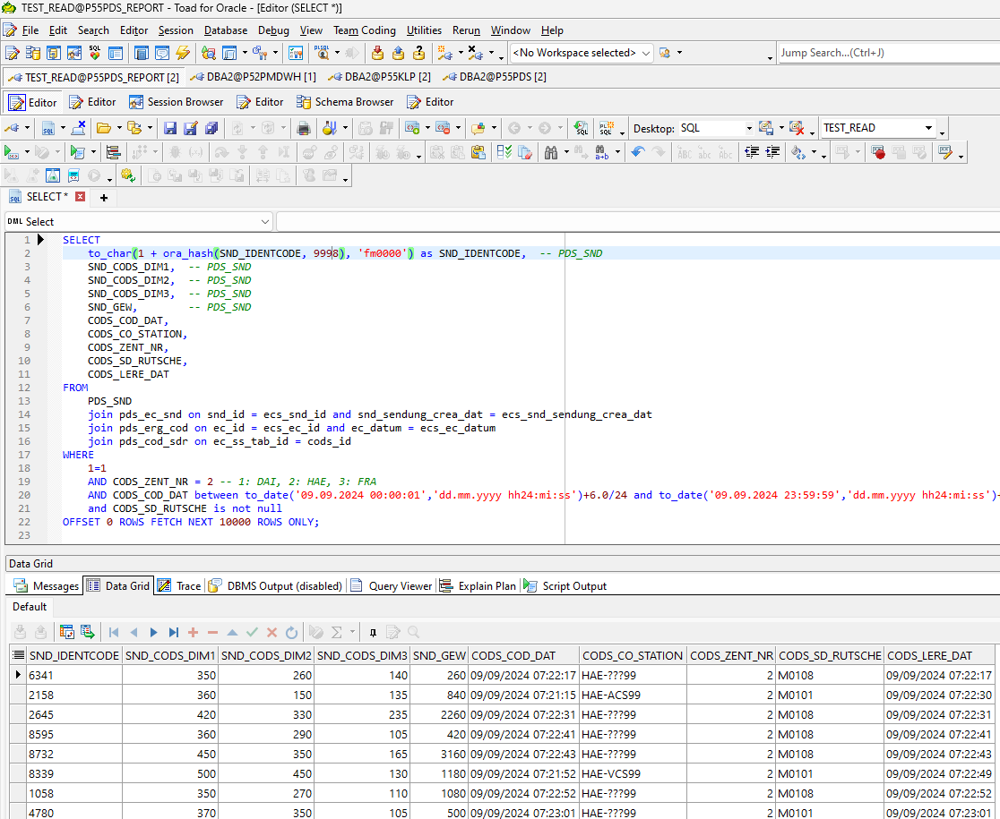 TEST_READ@P55PDS_REPORT - Toad for Oracle - [Editor (SELECT *)]
File Edit Search Editor Session Database Debug View Team Coding Utilities Rerun Window Help
<No Workspace selected> Jump Search...(Ctrl+J)
TEST_READ@P55PDS_REPORT [2] DBA2@P52PMDWH [1] DBA2@P55KLP [2] DBA2@P55PDS [2]
Editor Editor Session Browser Editor Schema Browser Editor
Desktop: SQL TEST_READ
SELECT *
DML Select
1 SELECT
2 to_char(1 + ora_hash(SND_IDENTCODE, 9998), 'fm0000') as SND_IDENTCODE, -- PDS_SND
3 SND_CODS_DIM1, -- PDS_SND
4 SND_CODS_DIM2, -- PDS_SND
5 SND_CODS_DIM3, -- PDS_SND
6 SND_GEW, -- PDS_SND
7 CODS_COD_DAT,
8 CODS_CO_STATION,
9 CODS_ZENT_NR,
10 CODS_SD_RUTSCHE,
11 CODS_LERE_DAT
12 FROM
13 PDS_SND
14 join pds_ec_snd on snd_id = ecs_snd_id and snd_sendung_crea_dat = ecs_snd_sendung_crea_dat
15 join pds_erg_cod on ec_id = ecs_ec_id and ec_datum = ecs_ec_datum
16 join pds_cod_sdr on ec_ss_tab_id = cods_id
17 WHERE
18 1=1
19 AND CODS_ZENT_NR = 2 -- 1: DAI, 2: HAE, 3: FRA
20 AND CODS_COD_DAT between to_date('09.09.2024 00:00:01','dd.mm.yyyy hh24:mi:ss')+6.0/24 and to_date('09.09.2024 23:59:59','dd.mm.yyyy hh24:mi:ss')+
21 and CODS_SD_RUTSCHE is not null
22 OFFSET 0 ROWS FETCH NEXT 10000 ROWS ONLY;
23
Data Grid
Messages Data Grid Trace DBMS Output (disabled) Query Viewer Explain Plan Script Output
Default
SND_IDENTCODE SND_CODS_DIM1 SND_CODS_DIM2 SND_CODS_DIM3 SND_GEW CODS_COD_DAT CODS_CO_STATION CODS_ZENT_NR CODS_SD_RUTSCHE CODS_LERE_DAT
6341 350 260 140 260 09/09/2024 07:22:17 HAE-???99 2 M0108 09/09/2024 07:22:17
2158 360 150 135 840 09/09/2024 07:21:15 HAE-ACS99 2 M0101 09/09/2024 07:22:30
2645 420 330 235 2260 09/09/2024 07:22:31 HAE-???99 2 M0108 09/09/2024 07:22:31
8595 360 290 105 420 09/09/2024 07:22:41 HAE-???99 2 M0108 09/09/2024 07:22:41
8732 450 350 165 3160 09/09/2024 07:22:43 HAE-???99 2 M0108 09/09/2024 07:22:43
8339 500 450 130 1180 09/09/2024 07:21:52 HAE-VCS99 2 M0101 09/09/2024 07:22:49
1058 350 270 110 1080 09/09/2024 07:22:52 HAE-???99 2 M0108 09/09/2024 07:22:52
4780 370 350 105 500 09/09/2024 07:23:01 HAE-???99 2 M0101 09/09/2024 07:23:01